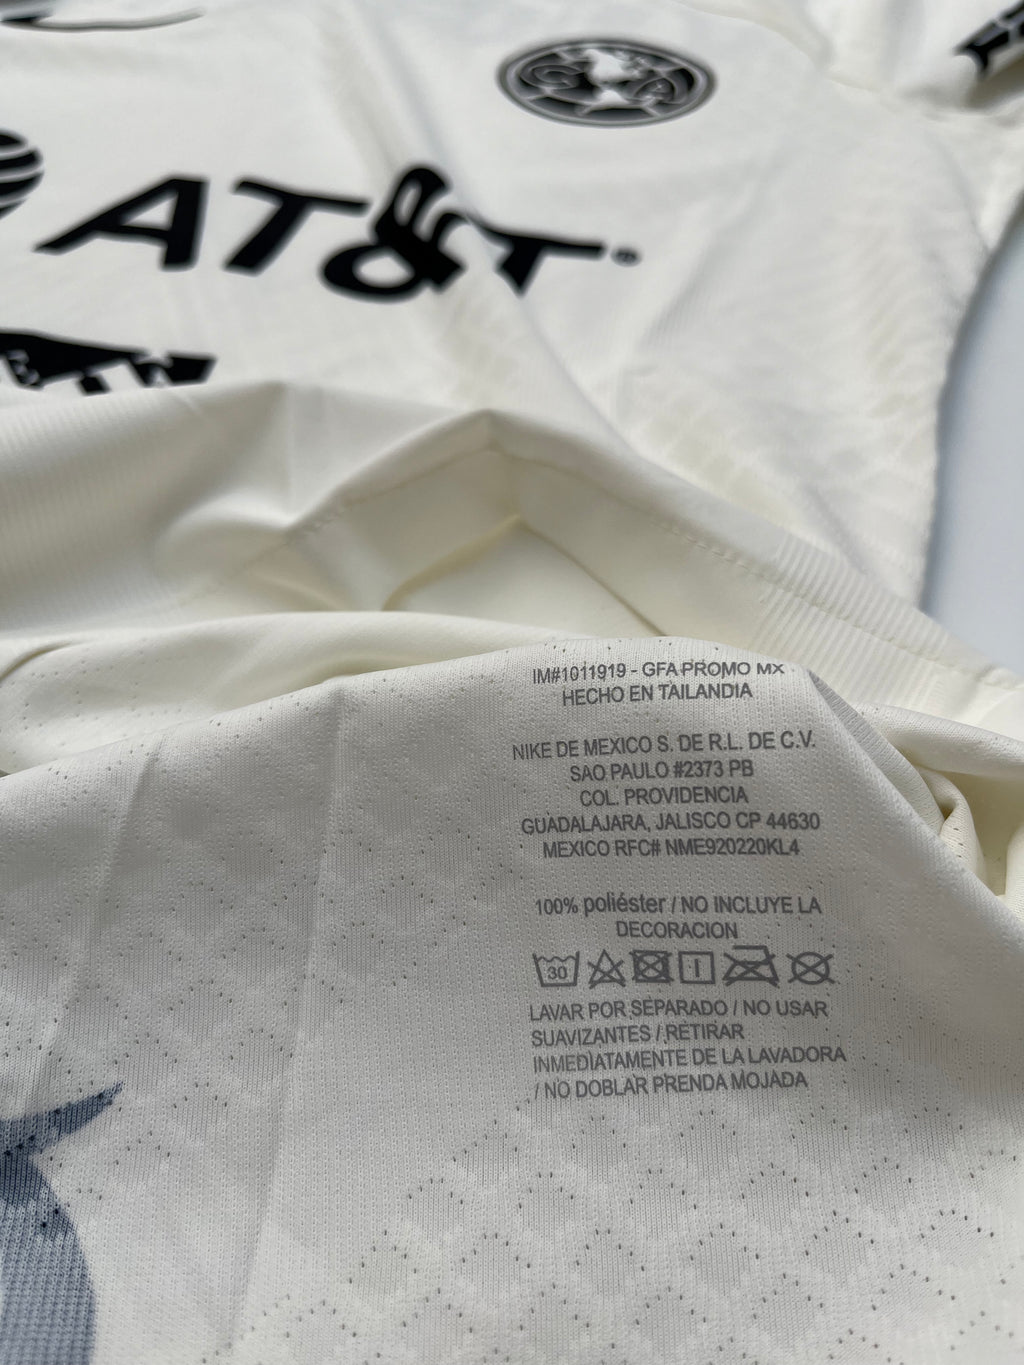 AT&T®
IM#1011919 - GFA PROMO MX
HECHO EN TAILANDIA
NIKE DE MEXICO S. DE R.L. DE C.V.
SAO PAULO #2373 PB
COL. PROVIDENCIA
GUADALAJARA, JALISCO CP 44630
MEXICO RFC# NME920220KL4
100% poliéster / NO INCLUYE LA
DECORACION
30
LAVAR POR SEPARADO / NO USAR
SUAVIZANTES / RETIRAR
INMEDIATAMENTE DE LA LAVADORA
/ NO DOBLAR PRENDA MOJADA